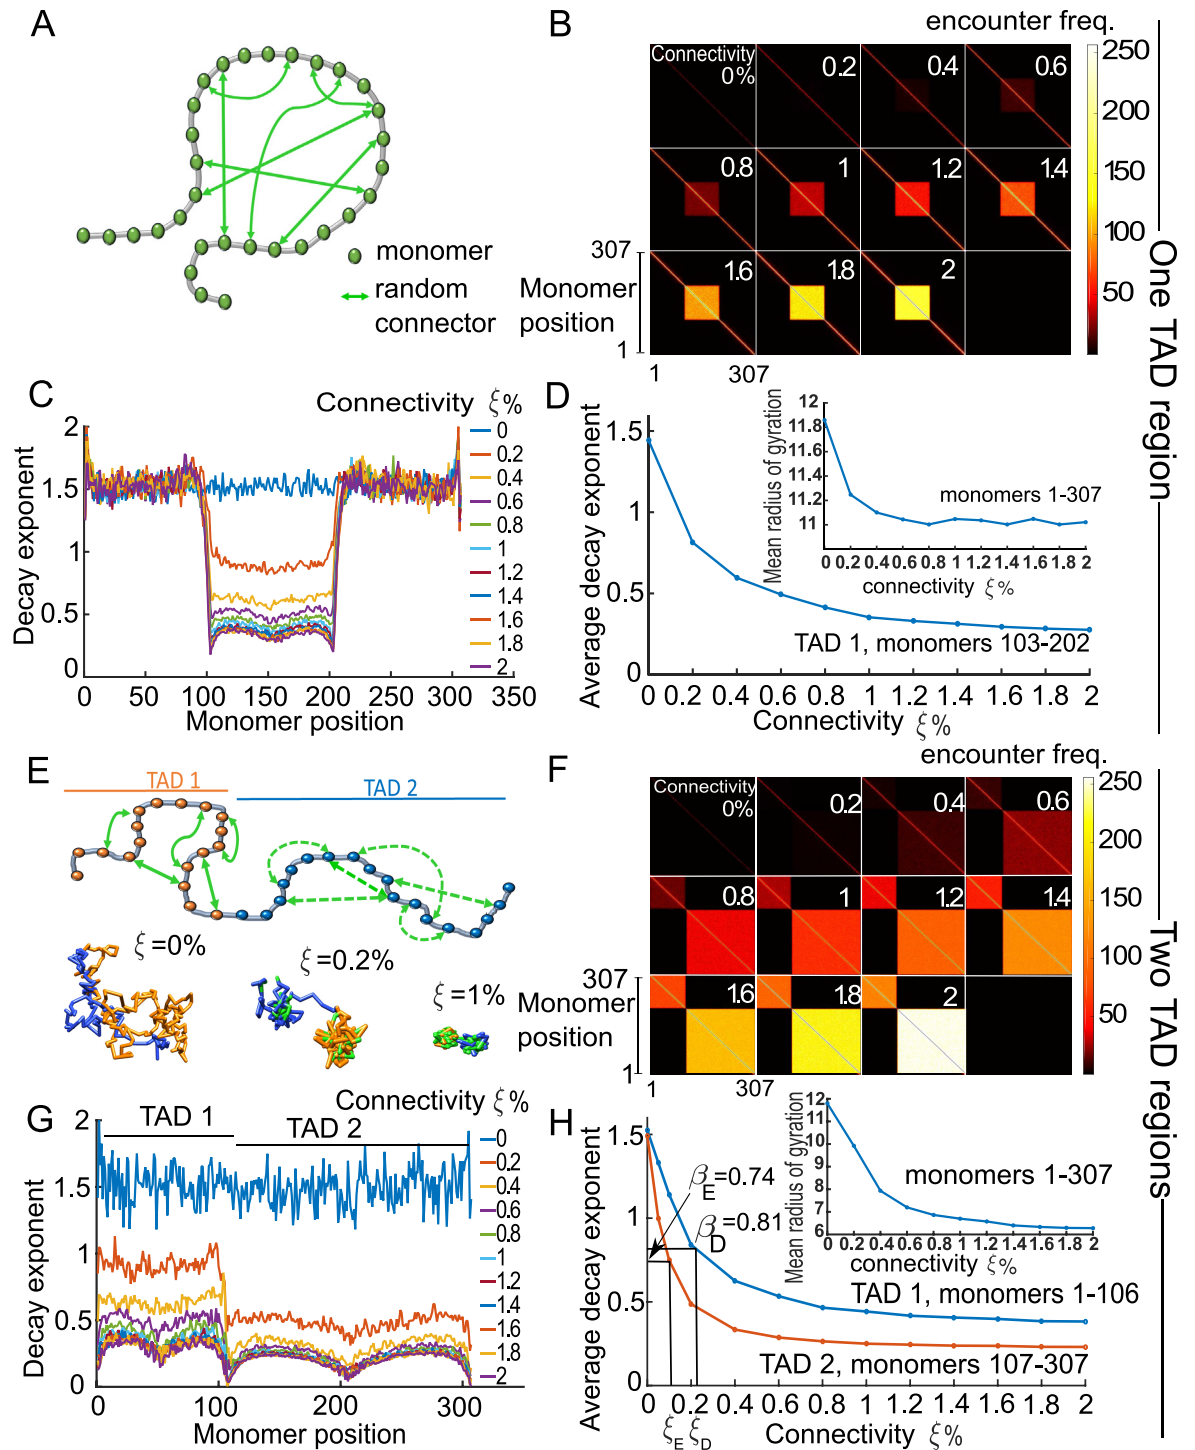 A
monomer
random
connector
B
encounter freq.
Connectivity
0%
0.2
0.4
0.6
0.8
1
1.2
1.4
1.6
1.8
2
250
200
150
100
50
307
Monomer
position
1
1
307
One TAD region
C
Connectivity ξ%
Decay exponent
2
1.5
1
0.5
0
0
50
100
150
200
250
300
350
Monomer position
0
0.2
0.4
0.6
0.8
1
1.2
1.4
1.6
1.8
2
D
Average decay exponent
1.5
1
0.5
0
0
0.2
0.4
0.6
0.8
1
1.2
1.4
1.6
1.8
2
Connectivity ξ%
TAD 1, monomers 103-202
Mean radius of gyration
12
11.8
11.6
11.4
11.2
11
0
0.2
0.4
0.6
0.8
1
1.2
1.4
1.6
1.8
2
connectivity ξ%
monomers 1-307
E
TAD 1
TAD 2
ξ=0%
ξ=0.2%
ξ=1%
F
encounter freq.
Connectivity
0%
0.2
0.4
0.6
0.8
1
1.2
1.4
1.6
1.8
2
250
200
150
100
50
307
Monomer
position
1
1
307
Two TAD regions
G
Connectivity ξ%
TAD 1
TAD 2
Decay exponent
2
1.5
1
0.5
0
0
100
200
300
Monomer position
0
0.2
0.4
0.6
0.8
1
1.2
1.4
1.6
1.8
2
H
Average decay exponent
1.5
1
0.5
0
0
0.2
0.4
0.6
0.8
1
1.2
1.4
1.6
1.8
2
ξE ξD
Connectivity ξ%
βE=0.74
βD=0.81
TAD 1, monomers 1-106
TAD 2, monomers 107-307
Mean radius of gyration
12
11
10
9
8
7
6
0
0.2
0.4
0.6
0.8
1
1.2
1.4
1.6
1.8
2
connectivity ξ%
monomers 1-307